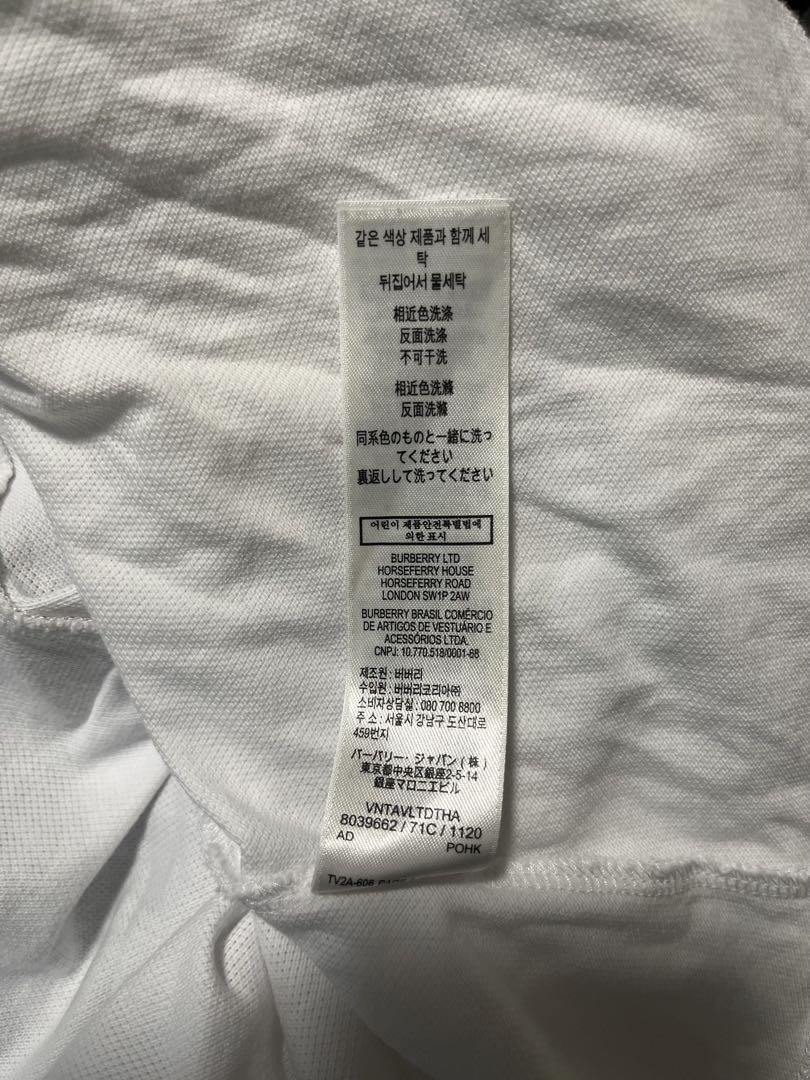 같은 색상 제품과 함께 세
탁
뒤집어서 물세탁
相近色洗涤
反面洗涤
不可干洗
相近色洗滌
反面洗滌
同系色のものと一緒に洗っ
てください
裏返しして洗ってください
어린이 제품안전특별법에
의한 표시
BURBERRY LTD
HORSEFERRY HOUSE
HORSEFERRY ROAD
LONDON SW1P 2AW
BURBERRY BRASIL COMÉRCIO
DE ARTIGOS DE VESTUÁRIO E
ACESSÓRIOS LTDA.
CNPJ: 10.770.518/0001-68
제조원 : 버버리
수입원 : 버버리코리아㈜
소비자상담실 : 080 700 8800
주 소 : 서울시 강남구 도산대로
459번지
バーバリー・ジャパン(株)
東京都中央区銀座2-5-14
銀座マロニエビル
VNTAVLTDTHA
8039662 / 71C / 1120
AD
POHK
TV2A-606